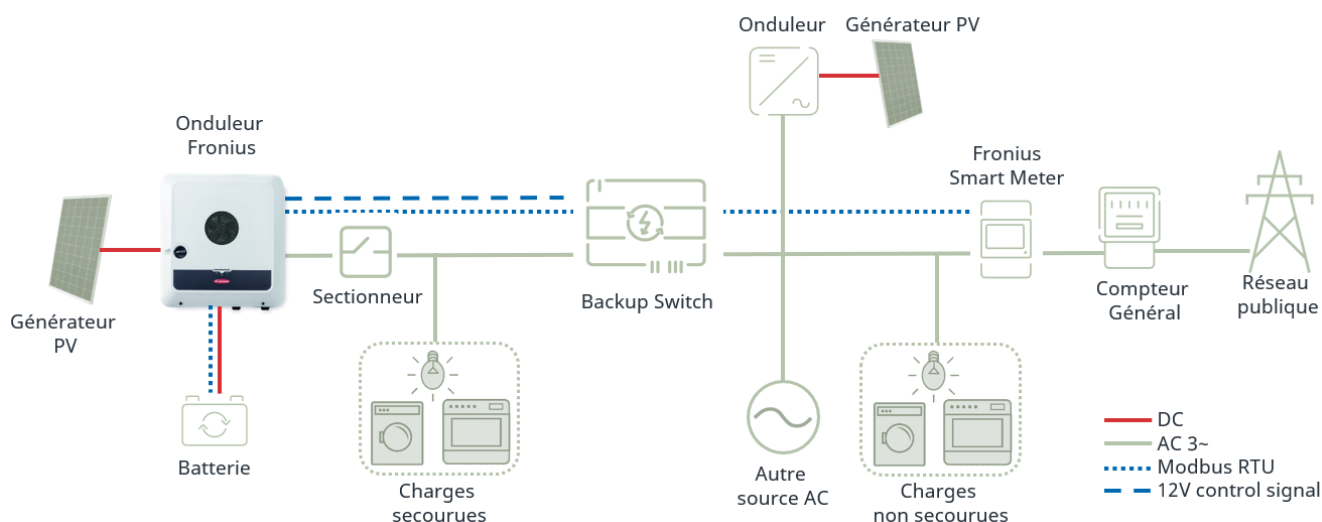 Onduleur
Générateur PV
Onduleur
Fronius
Fronius
Smart Meter
Sectionneur
Backup Switch
Compteur
Général
Réseau
publique
Générateur
PV
Batterie
Charges
secourues
Autre
source AC
Charges
non secourues
DC
AC 3~
Modbus RTU
12V control signal